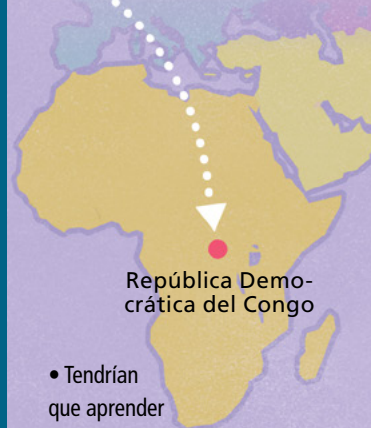 República Demo-
crática del Congo
• Tendrían
que aprender